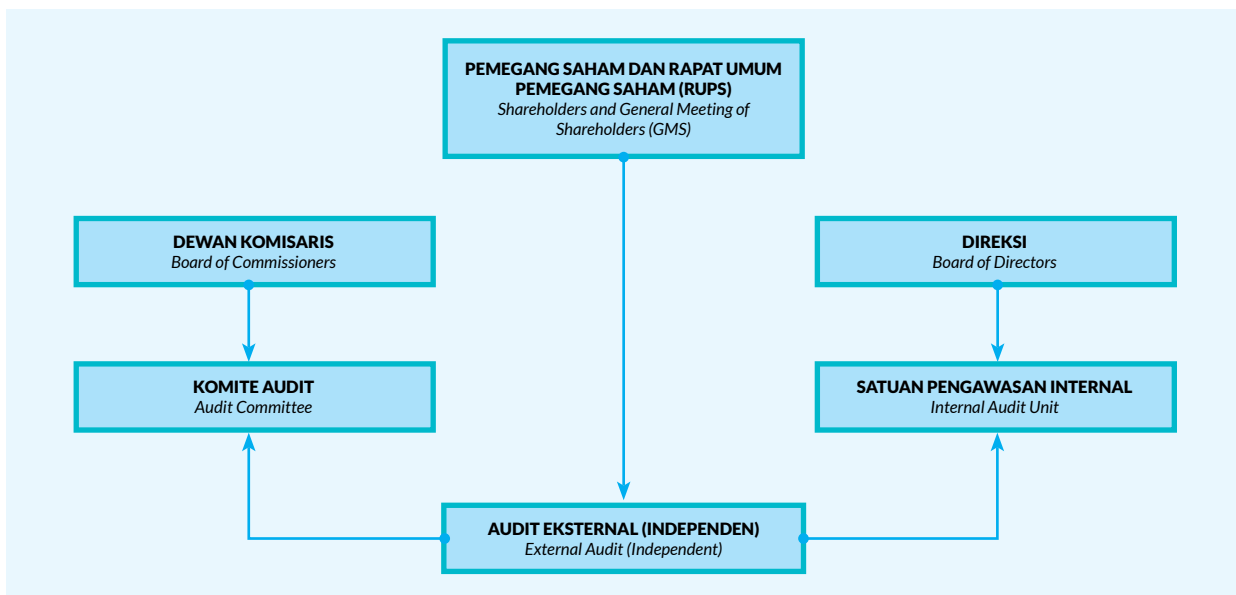 PEMEGANG SAHAM DAN RAPAT UMUM
PEMEGANG SAHAM (RUPS)
Shareholders and General Meeting of
Shareholders (GMS)
DEWAN KOMISARIS
Board of Commissioners
DIREKSI
Board of Directors
KOMITE AUDIT
Audit Committee
SATUAN PENGAWASAN INTERNAL
Internal Audit Unit
AUDIT EKSTERNAL (INDEPENDEN)
External Audit (Independent)